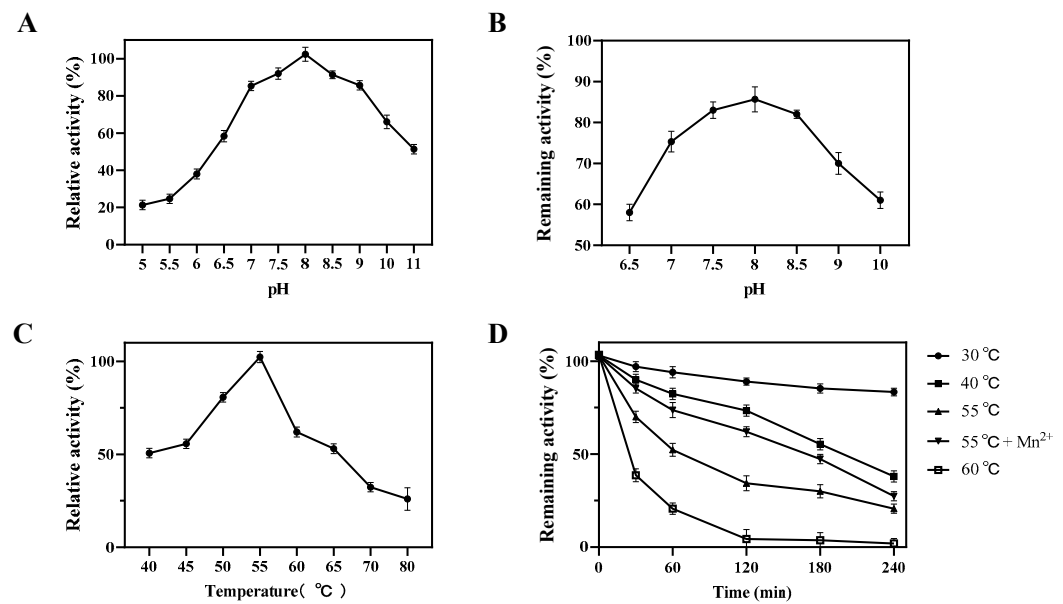 A
Relative activity (%)
100
80
60
40
20
0
5 5.5 6 6.5 7 7.5 8 8.5 9 10 11
pH
B
Remaining activity (%)
100
90
80
70
60
50
6.5 7 7.5 8 8.5 9 10
pH
C
Relative activity (%)
100
50
0
40 45 50 55 60 65 70 80
Temperature( ℃ )
D
Remaining activity (%)
100
50
0
0 60 120 180 240
Time (min)
30℃
40℃
55℃
55℃ + Mn²⁺
60℃